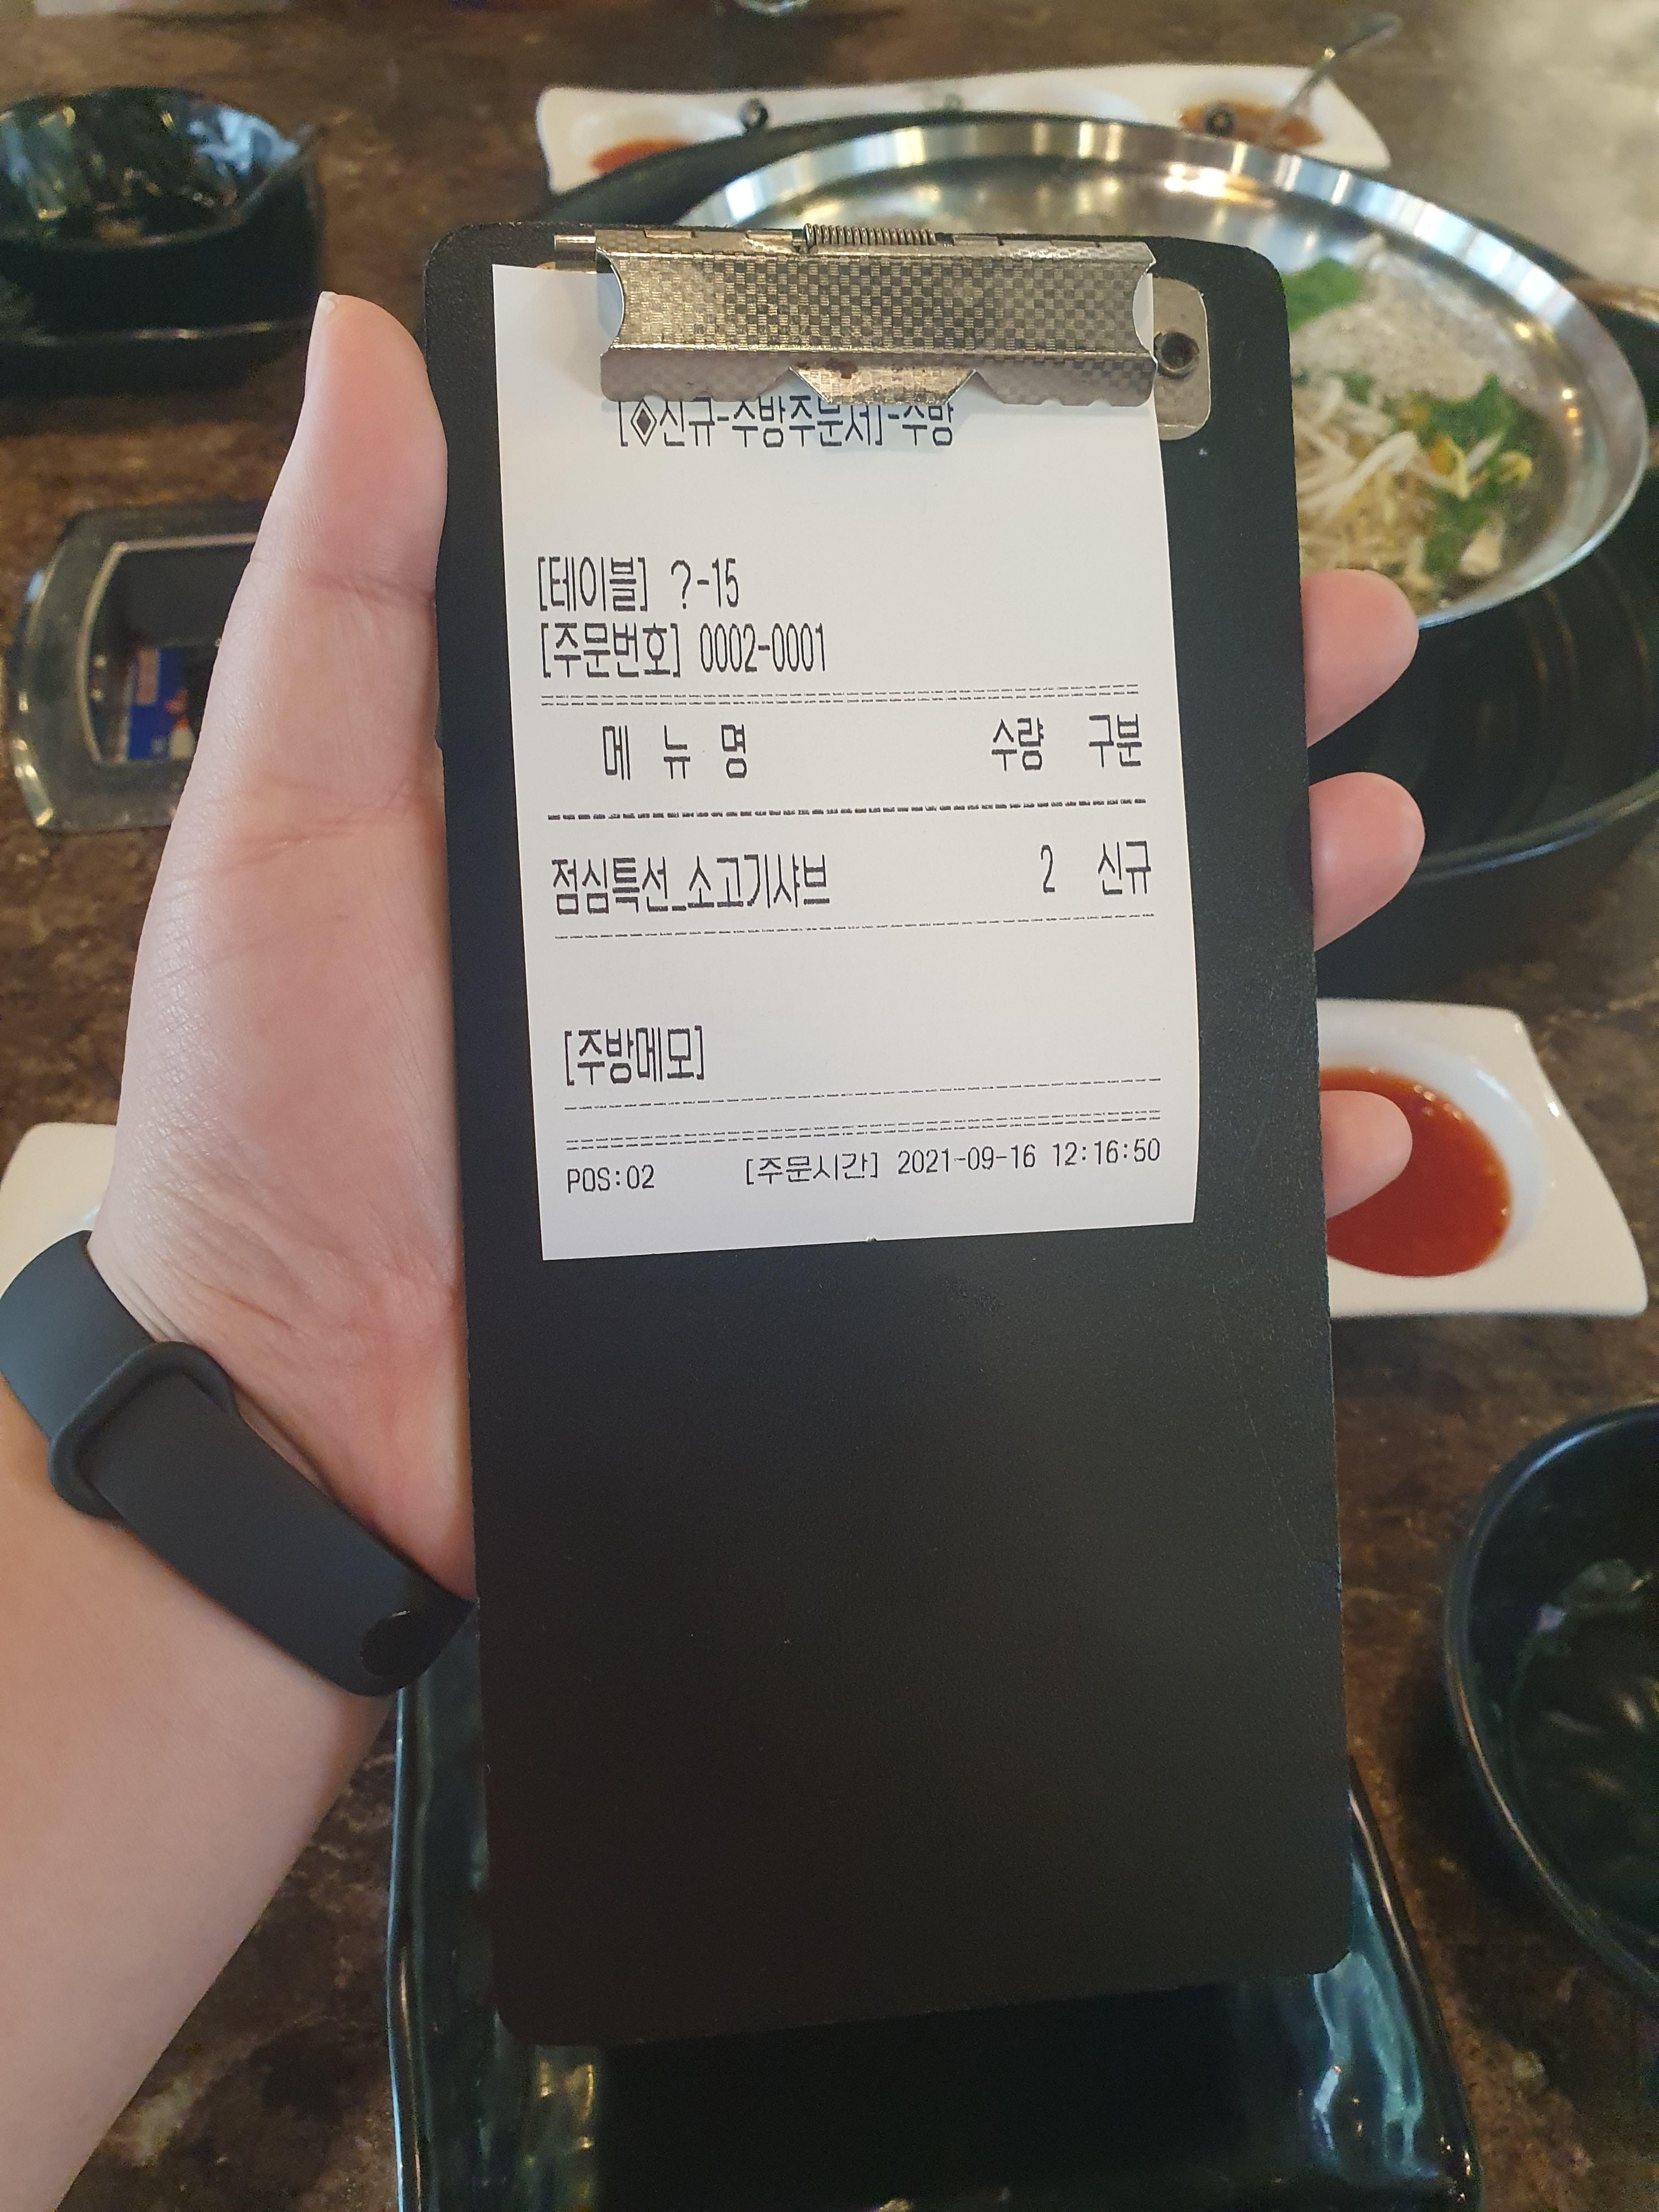 [◈신규-주방주문서]-주방
[테이블] ?-15
[주문번호] 0002-0001
메 뉴 명 수량 구분
점심특선_소고기샤브 2 신규
[주방메모]
POS:02 [주문시간] 2021-09-16 12:16:50